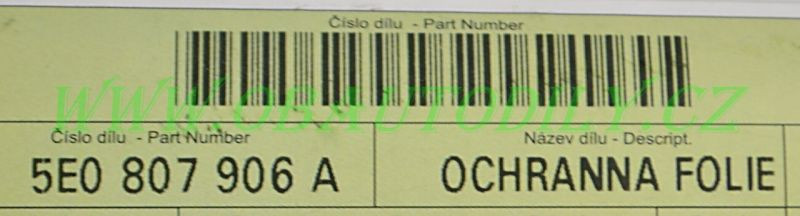 Číslo dílu - Part Number
WWW.OBAUTODILY.CZ
Číslo dílu - Part Number
Název dílu - Descript.
5E0 807 906 A
OCHRANNA FOLIE